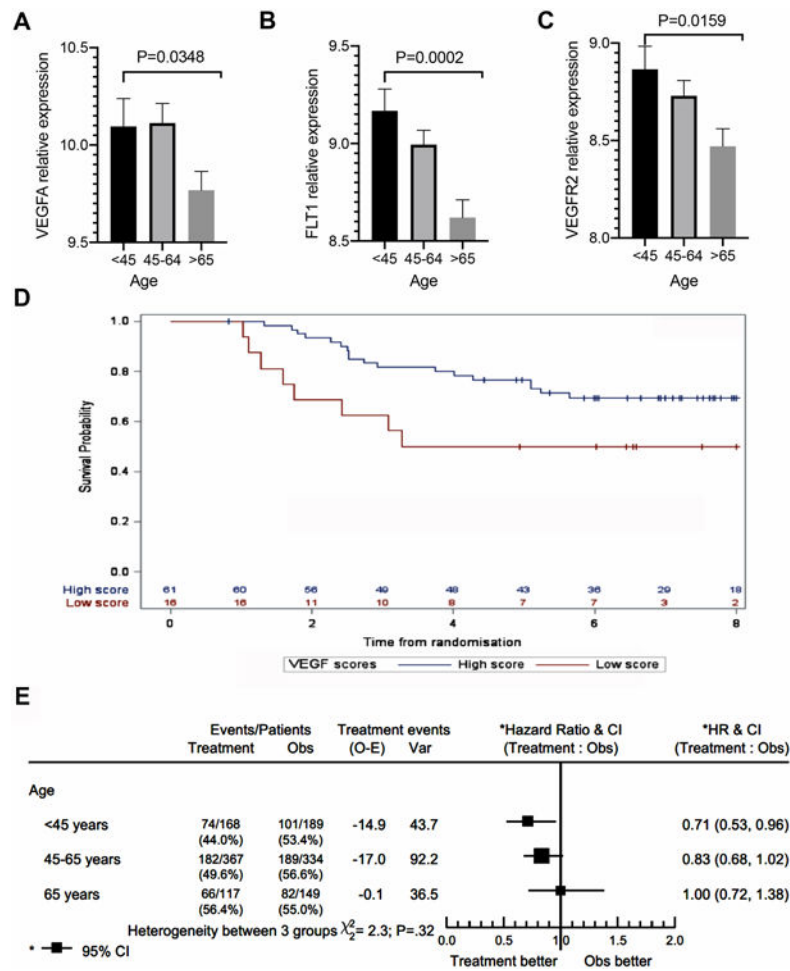 A
P=0.0348
VEGFA relative expression
10.5
10.0
9.5
<45 45-64 >65
Age
B
P=0.0002
FLT1 relative expression
9.5
9.0
8.5
<45 45-64 >65
Age
C
P=0.0159
VEGFR2 relative expression
9.0
8.5
8.0
<45 45-64 >65
Age
D
Survival Probability
1.0
0.8
0.6
0.4
0.2
0.0
High score 61 60 56 49 48 43 36 29 18
Low score 16 16 11 10 8 7 7 3 2
0 2 4 6 8
Time from randomisation
VEGF scores High score Low score
E
Events/Patients Treatment events *Hazard Ratio & CI *HR & CI
Treatment Obs (O-E) Var (Treatment : Obs) (Treatment : Obs)
Age
<45 years 74/168 101/189 -14.9 43.7 0.71 (0.53, 0.96)
(44.0%) (53.4%)
45-65 years 182/367 189/334 -17.0 92.2 0.83 (0.68, 1.02)
(49.6%) (56.6%)
65 years 66/117 82/149 -0.1 36.5 1.00 (0.72, 1.38)
(56.4%) (55.0%)
Heterogeneity between 3 groups χ²₂= 2.3; P=.32
* 95% CI
0.0 0.5 1.0 1.5 2.0
Treatment better Obs better